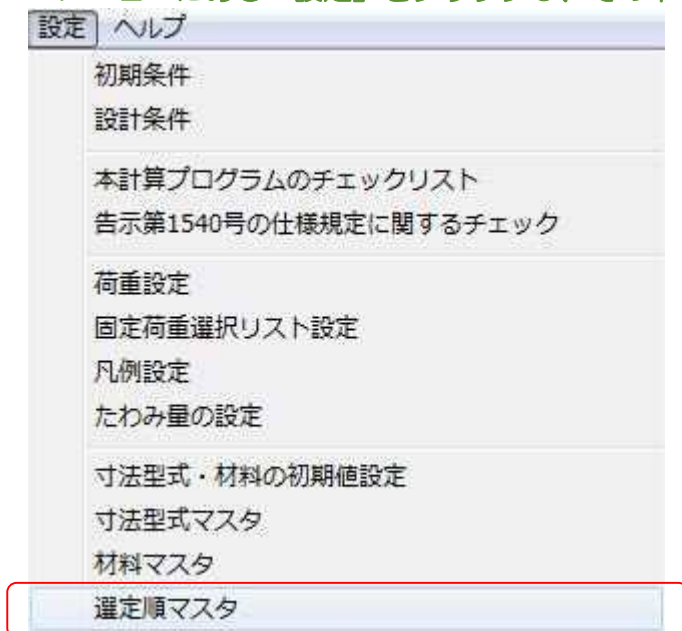 設定 ヘルプ
初期条件
設計条件
本計算プログラムのチェックリスト
告示第1540号の仕様規定に関するチェック
荷重設定
固定荷重選択リスト設定
凡例設定
たわみ量の設定
寸法型式・材料の初期値設定
寸法型式マスタ
材料マスタ
選定順マスタ